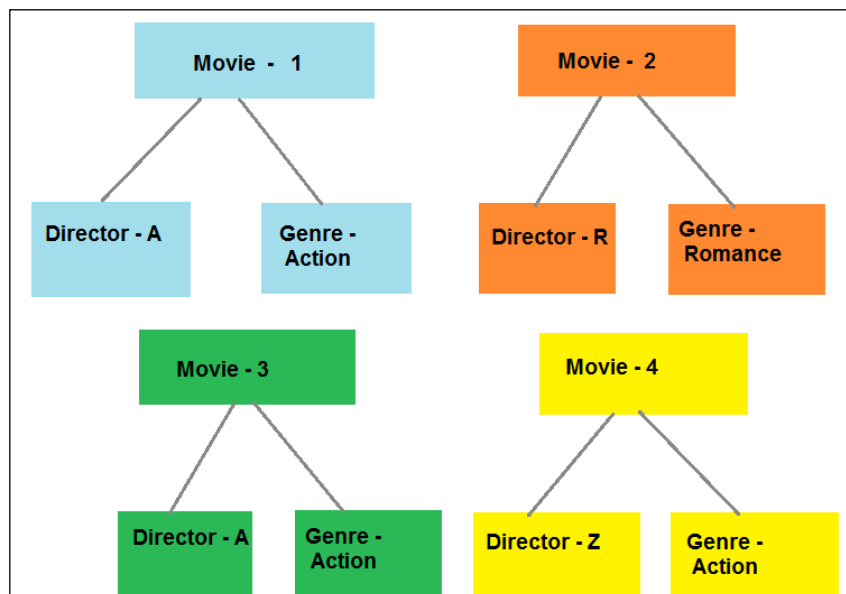 Movie - 1
Movie - 2
Director - A
Genre -
Action
Director - R
Genre -
Romance
Movie - 3
Movie - 4
Director - A
Genre -
Action
Director - Z
Genre -
Action